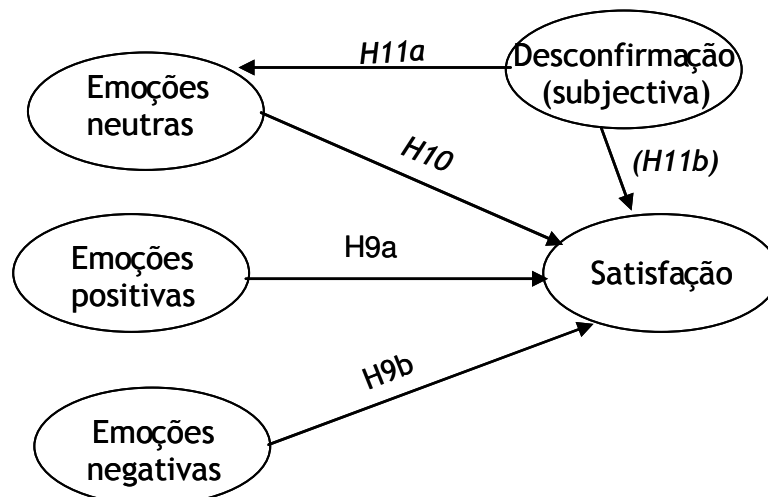 H11a
Desconfirmação
(subjectiva)
Emoções
neutras
H10
(H11b)
H9a
Emoções
positivas
Satisfação
H9b
Emoções
negativas